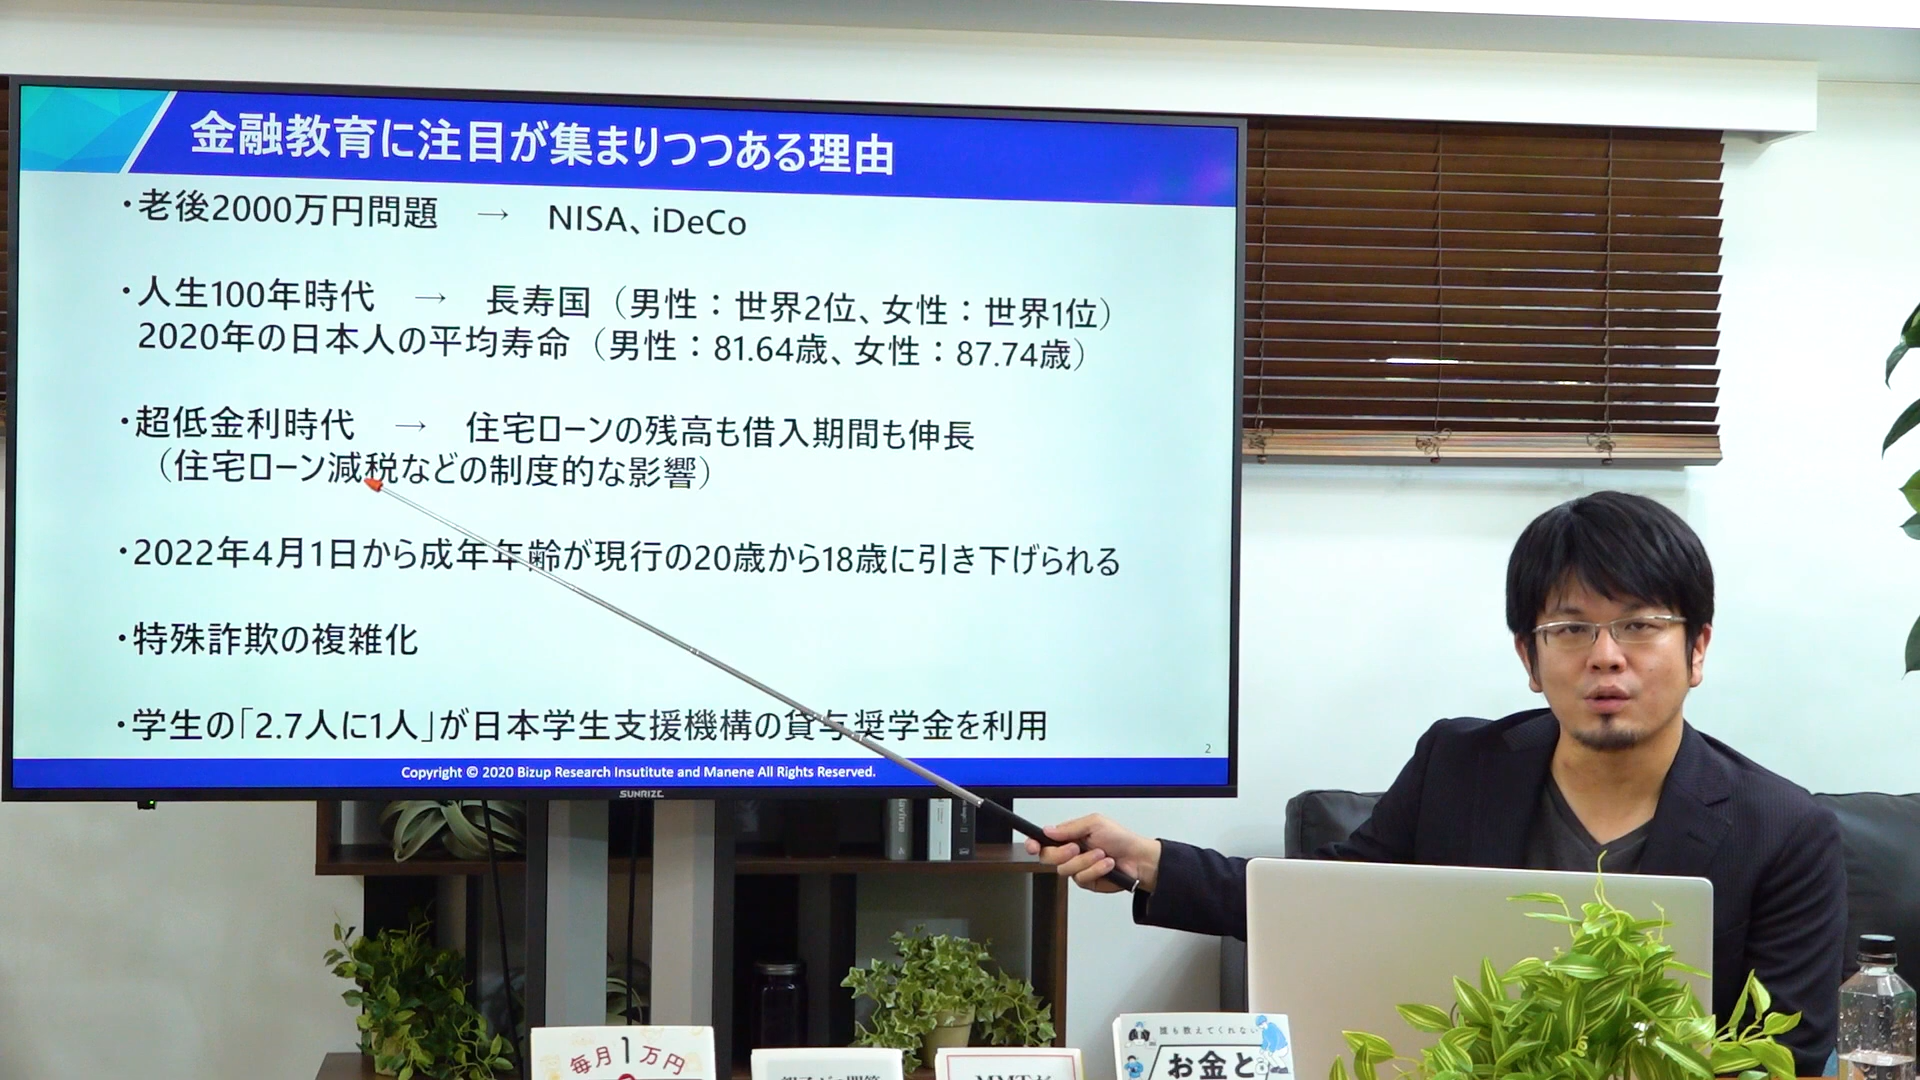 金融教育に注目が集まりつつある理由
・老後2000万円問題　→　NISA、iDeCo
・人生100年時代　→　長寿国（男性：世界2位、女性：世界1位）
2020年の日本人の平均寿命（男性：81.64歳、女性：87.74歳）
・超低金利時代　→　住宅ローンの残高も借入期間も伸長
（住宅ローン減税などの制度的な影響）
・2022年4月1日から成年年齢が現行の20歳から18歳に引き下げられる
・特殊詐欺の複雑化
・学生の「2.7人に1人」が日本学生支援機構の貸与奨学金を利用
2
Copyright © 2020 Bizup Research Insutitute and Manene All Rights Reserved.
SUNRIZE
毎月1万円
誰も教えてくれない
お金と